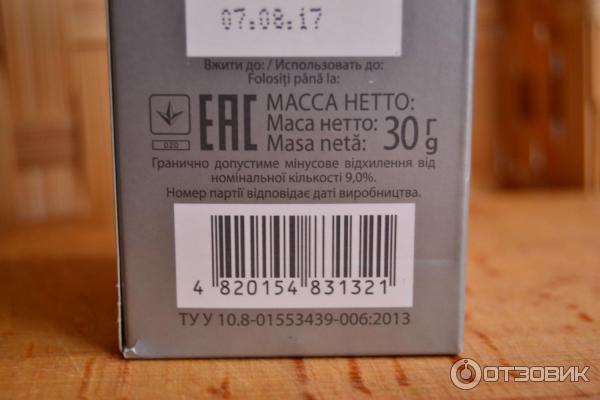 07.08.17
Вжити до: / Использовать до:
Folosiți până la:
020
EAC
МАССА НЕТТО:
Маса нетто: 30 г
Masa netă: g
Гранично допустиме мінусове відхилення від
номінальної кількості 9,0%.
Номер партії відповідає даті виробництва.
4 820154 831321
ТУ У 10.8-01553439-006:2013
ОТЗОВИК